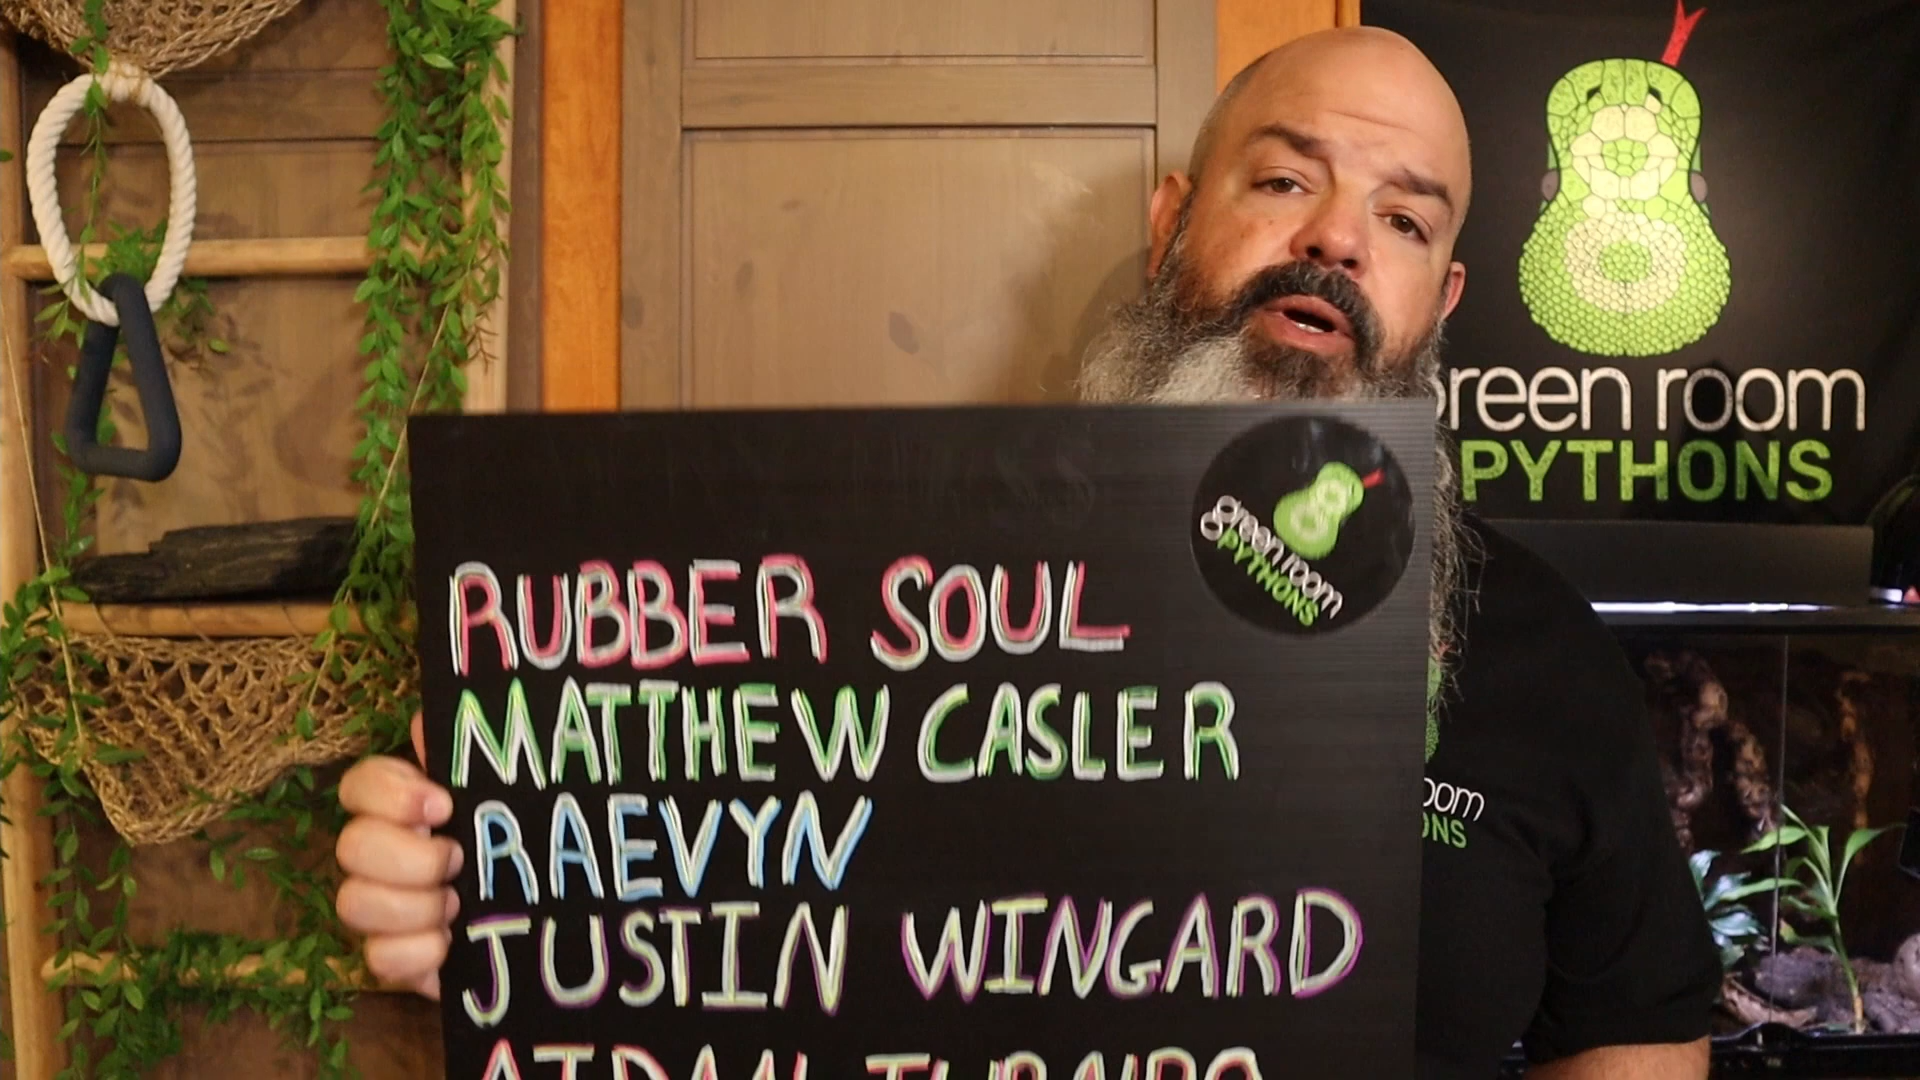 green room
PYTHONS
green room
PYTHONS
RUBBER SOUL
MATTHEW CASLER
RAEVYN
JUSTIN WINGARD